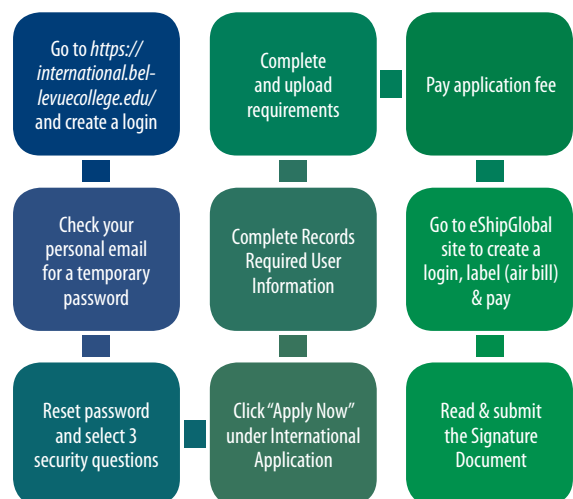 Go to https://
international.bel-
levuecollege.edu/
and create a login
Check your
personal email
for a temporary
password
Reset password
and select 3
security questions
Click “Apply Now”
under International
Application
Complete Records
Required User
Information
Complete
and upload
requirements
Pay application fee
Go to eShipGlobal
site to create a
login, label (air bill)
& pay
Read & submit
the Signature
Document